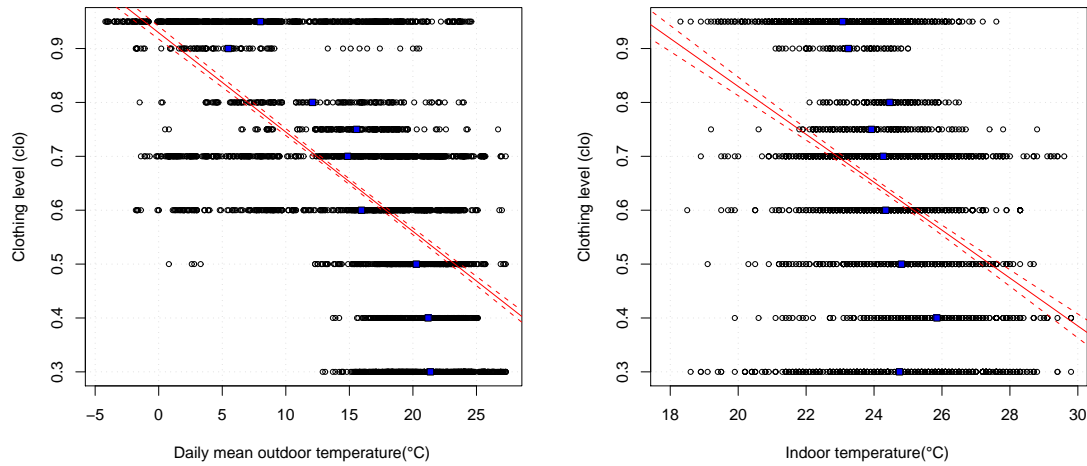 0.9
0.8
0.7
0.6
0.5
0.4
0.3
Clothing level (clo)
−5 0 5 10 15 20 25
Daily mean outdoor temperature(°C)
0.9
0.8
0.7
0.6
0.5
0.4
0.3
Clothing level (Clo)
18 20 22 24 26 28 30
Indoor temperature(°C)